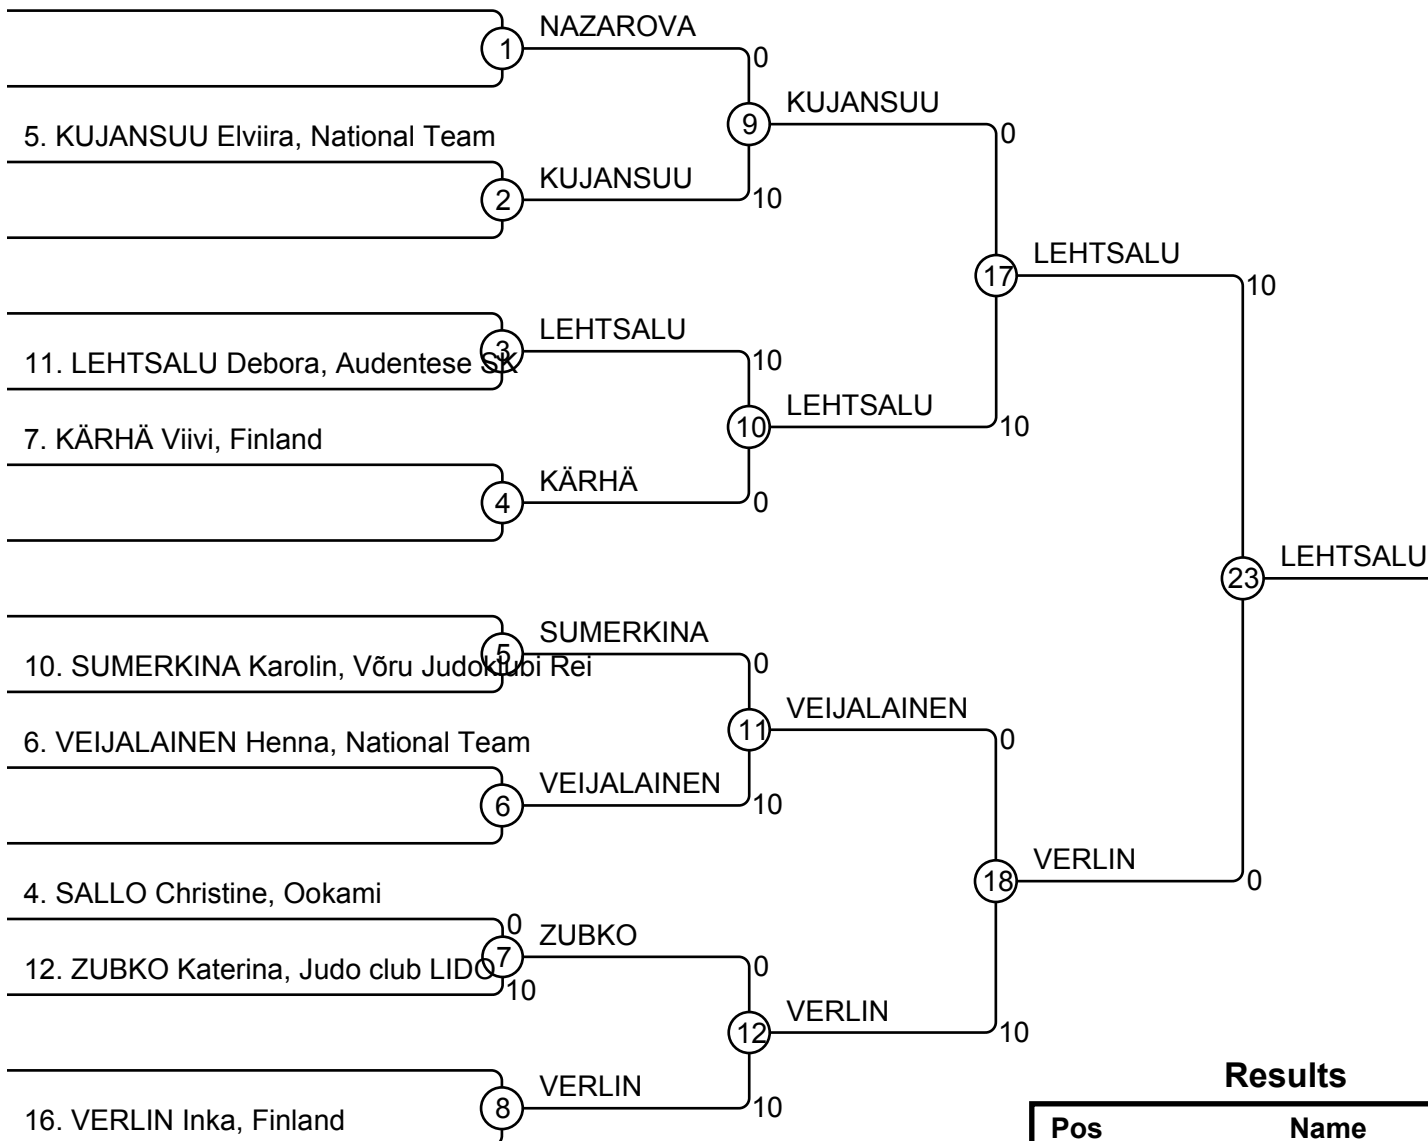 NAZAROVA
1
0
KUJANSUU
5. KUJANSUU Elviira, National Team
9
0
KUJANSUU
2
10
LEHTSALU
17
10
LEHTSALU
3
11. LEHTSALU Debora, Audentese SK
10
LEHTSALU
7. KÄRHÄ Viivi, Finland
10
10
KÄRHÄ
4
0
LEHTSALU
23
SUMERKINA
5
10. SUMERKINA Karolin, Võru Judoklubi Rei
0
VEIJALAINEN
6. VEIJALAINEN Henna, National Team
11
0
VEIJALAINEN
6
10
VERLIN
4. SALLO Christine, Ookami
18
0
0
ZUBKO
7
12. ZUBKO Katerina, Judo club LIDO
0
10
VERLIN
12
10
Results
VERLIN
8
10
16. VERLIN Inka, Finland
Pos Name